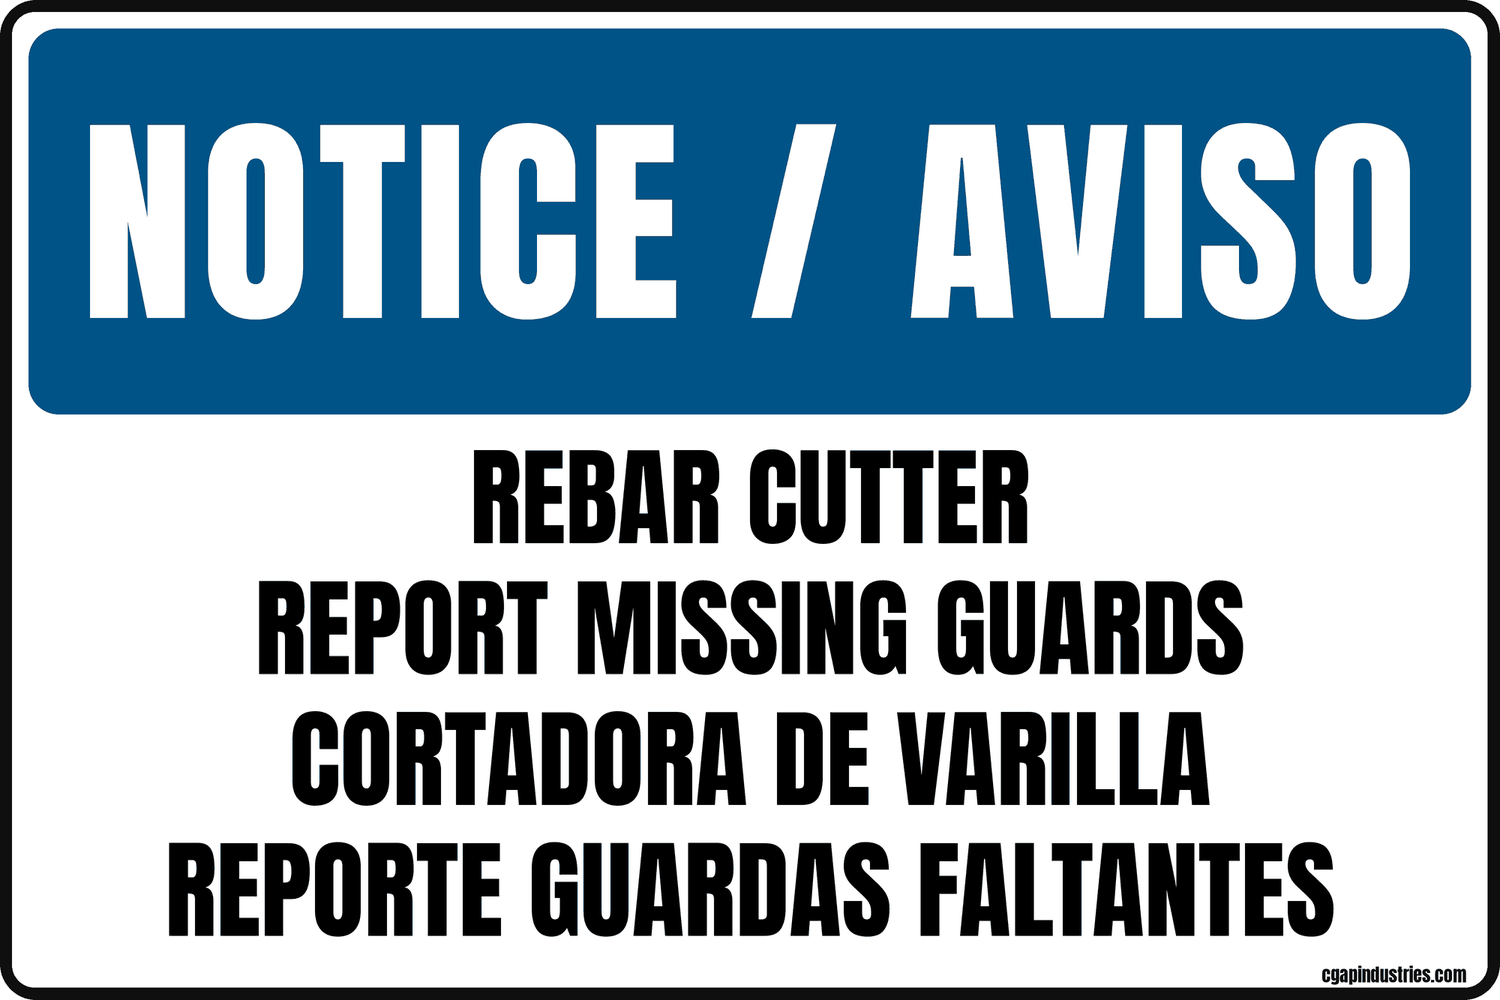 NOTICE / AVISO
REBAR CUTTER
REPORT MISSING GUARDS
CORTADORA DE VARILLA
REPORTE GUARDAS FALTANTES
cgapindustries.com